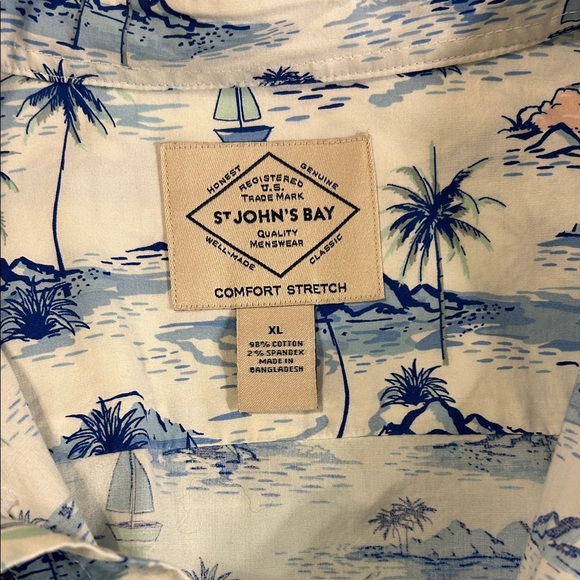 HONEST
GENUINE
REGISTERED
U.S.
TRADE MARK
ST JOHN'S BAY
QUALITY
MENSWEAR
WELL-MADE
CLASSIC
COMFORT STRETCH
XL
98% COTTON
2% SPANDEX
MADE IN
BANGLADESH